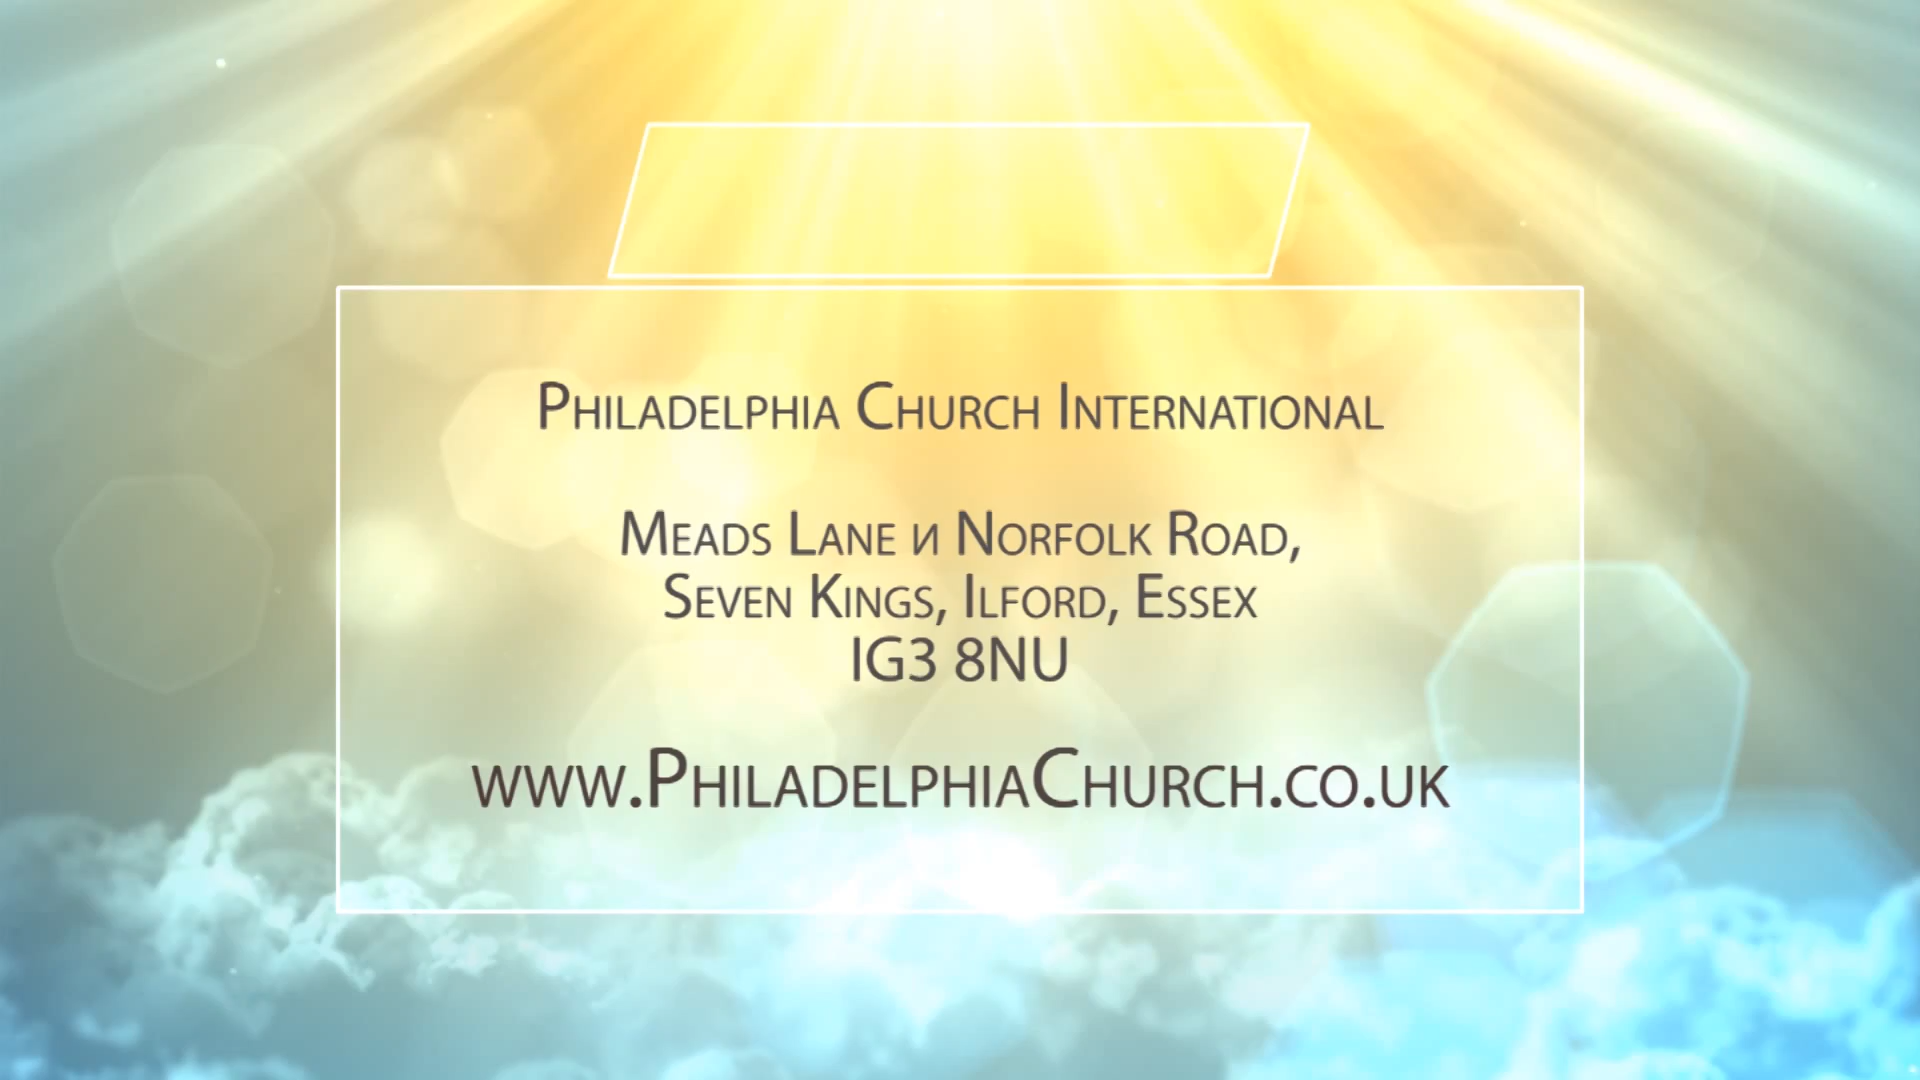 Philadelphia Church International
Meads Lane и Norfolk Road,
Seven Kings, Ilford, Essex
IG3 8NU
www.PhiladelphiaChurch.co.uk